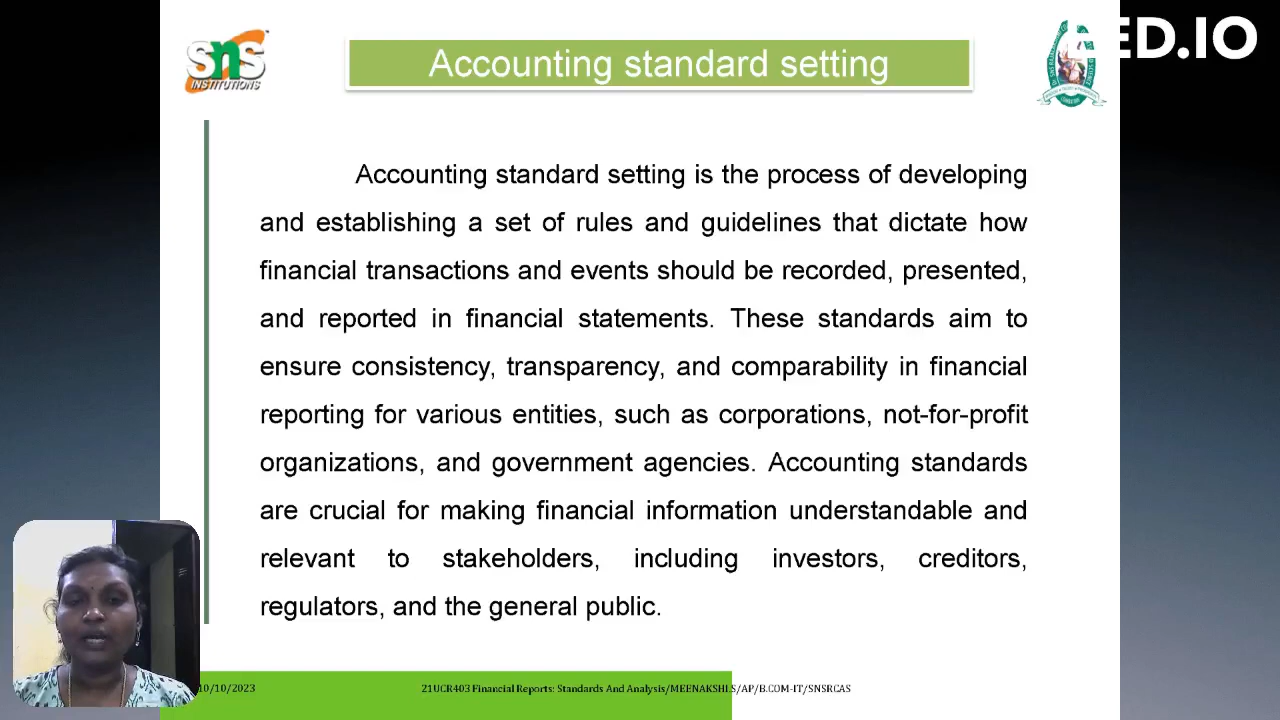 SNS
INSTITUTIONS
Accounting standard setting
ED.IO
Accounting standard setting is the process of developing
and establishing a set of rules and guidelines that dictate how
financial transactions and events should be recorded, presented,
and reported in financial statements. These standards aim to
ensure consistency, transparency, and comparability in financial
reporting for various entities, such as corporations, not-for-profit
organizations, and government agencies. Accounting standards
are crucial for making financial information understandable and
relevant to stakeholders, including investors, creditors,
regulators, and the general public.
10/10/2023
21UCR403 Financial Reports: Standards And Analysis/MEENAKSHI.S/AP/B.COM-IT/SNSRCAS